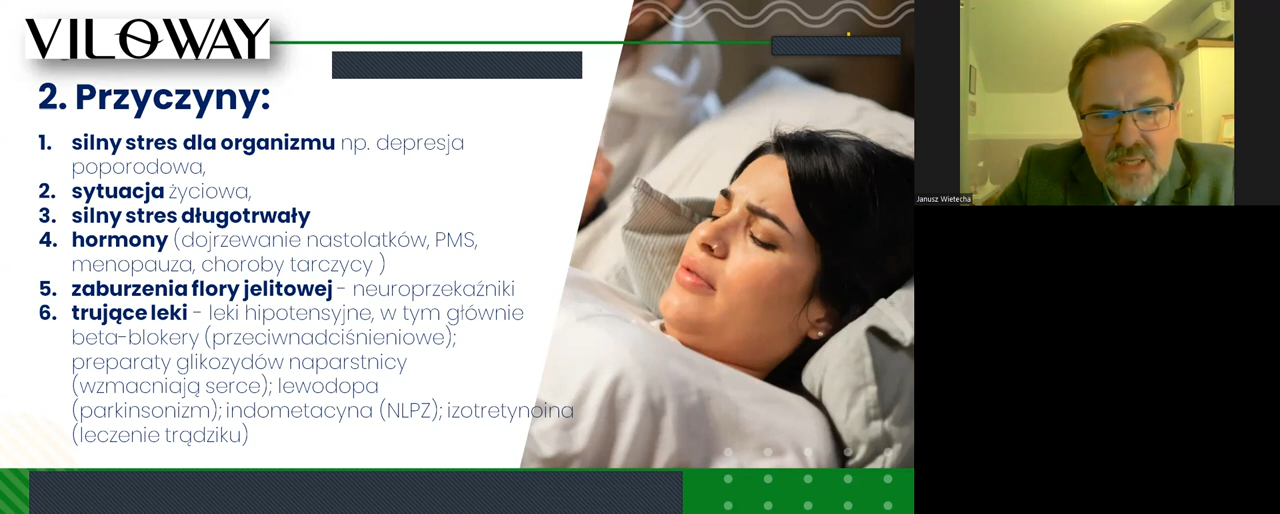 VILOWAY
2. Przyczyny:
1. silny stres dla organizmu np. depresja
poporodowa,
2. sytuacja życiowa,
3. silny stres długotrwały
4. hormony (dojrzewanie nastolatków, PMS,
menopauza, choroby tarczycy )
5. zaburzenia flory jelitowej - neuroprzekaźniki
6. trujące leki - leki hipotensyjne, w tym głównie
beta-blokery (przeciwnadciśnieniowe);
preparaty glikozydów naparstnicy
(wzmacniają serce); lewodopa
(parkinsonizm); indometacyna (NLPZ); izotretynoina
(leczenie trądziku)
Janusz Wietecha